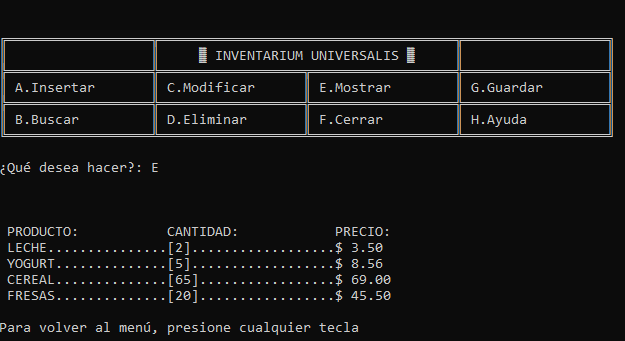 ▓ INVENTARIUM UNIVERSALIS ▓
A.Insertar C.Modificar E.Mostrar G.Guardar
B.Buscar D.Eliminar F.Cerrar H.Ayuda
¿Qué desea hacer?: E
PRODUCTO: CANTIDAD: PRECIO:
LECHE...............[2]..................$ 3.50
YOGURT..............[5]..................$ 8.56
CEREAL..............[65].................$ 69.00
FRESAS..............[20].................$ 45.50
Para volver al menú, presione cualquier tecla